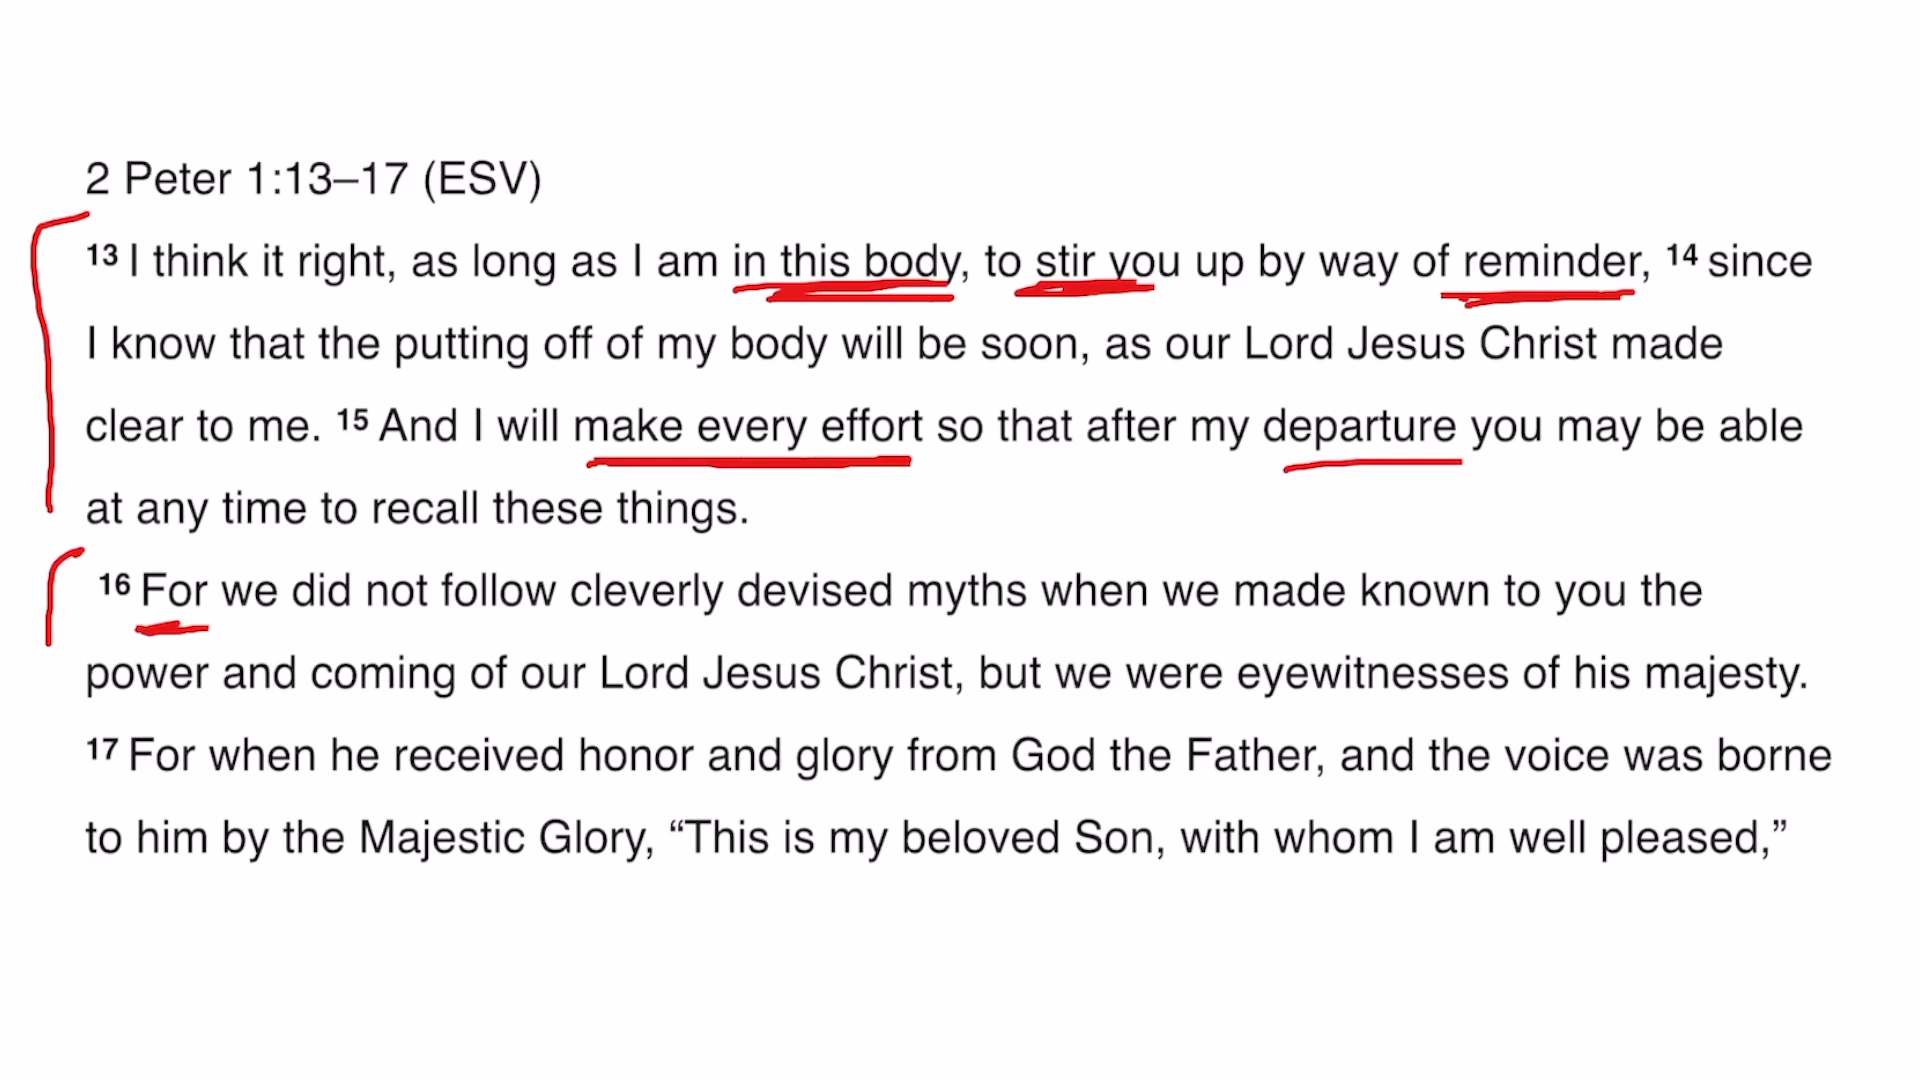 2 Peter 1:13–17 (ESV)
13 I think it right, as long as I am in this body, to stir you up by way of reminder, 14 since
I know that the putting off of my body will be soon, as our Lord Jesus Christ made
clear to me. 15 And I will make every effort so that after my departure you may be able
at any time to recall these things.
16 For we did not follow cleverly devised myths when we made known to you the
power and coming of our Lord Jesus Christ, but we were eyewitnesses of his majesty.
17 For when he received honor and glory from God the Father, and the voice was borne
to him by the Majestic Glory, “This is my beloved Son, with whom I am well pleased,”